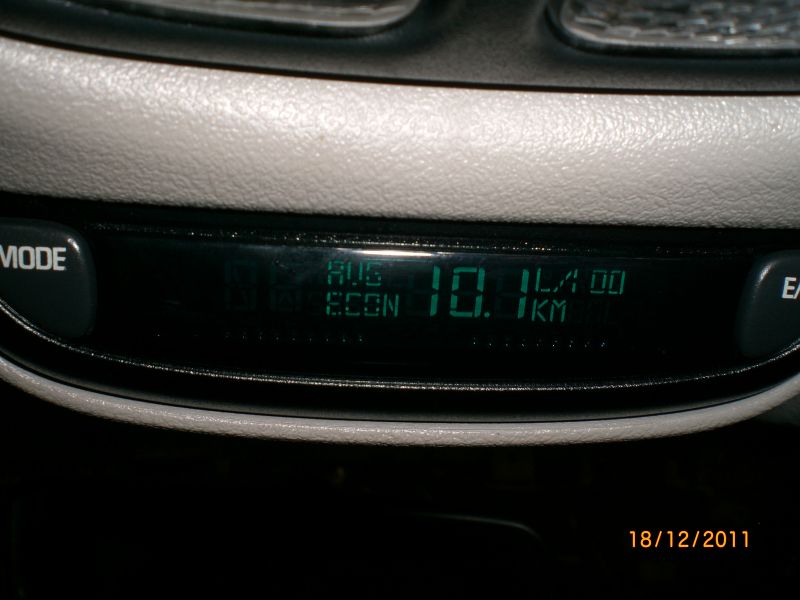 MODE
AVG 10.1 L/100
ECON KM
E/
18/12/2011